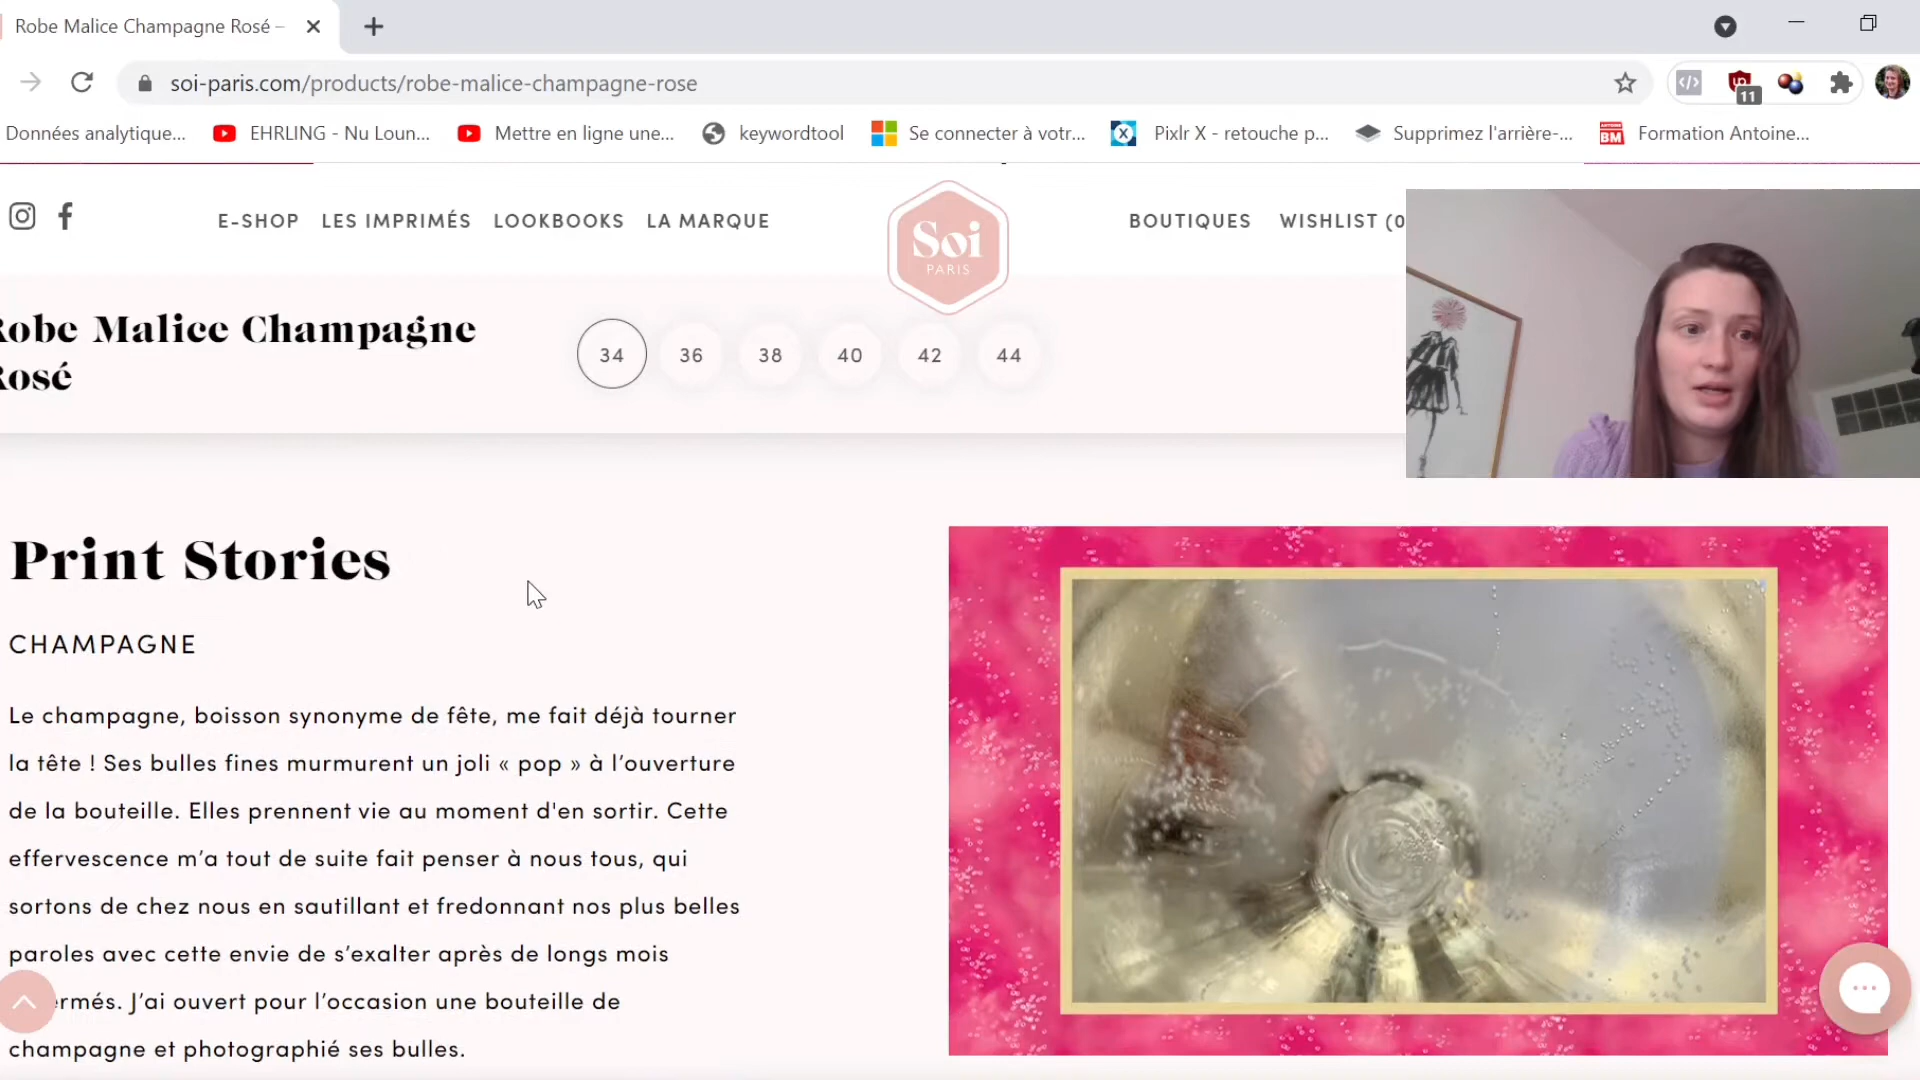 Robe Malice Champagne Rosé –
soi-paris.com/products/robe-malice-champagne-rose
11
Données analytique...
EHRLING - Nu Loun...
Mettre en ligne une...
keywordtool
Se connecter à votr...
Pixlr X - retouche p...
Supprimez l'arrière-...
BM
Formation Antoine...
E-SHOP
LES IMPRIMÉS
LOOKBOOKS
LA MARQUE
Soi
PARIS
BOUTIQUES
WISHLIST (0
Robe Malice Champagne
Rosé
34
36
38
40
42
44
Print Stories
CHAMPAGNE
Le champagne, boisson synonyme de fête, me fait déjà tourner
la tête ! Ses bulles fines murmurent un joli « pop » à l’ouverture
de la bouteille. Elles prennent vie au moment d'en sortir. Cette
effervescence m’a tout de suite fait penser à nous tous, qui
sortons de chez nous en sautillant et fredonnant nos plus belles
paroles avec cette envie de s’exalter après de longs mois
ermés. J’ai ouvert pour l’occasion une bouteille de
champagne et photographié ses bulles.